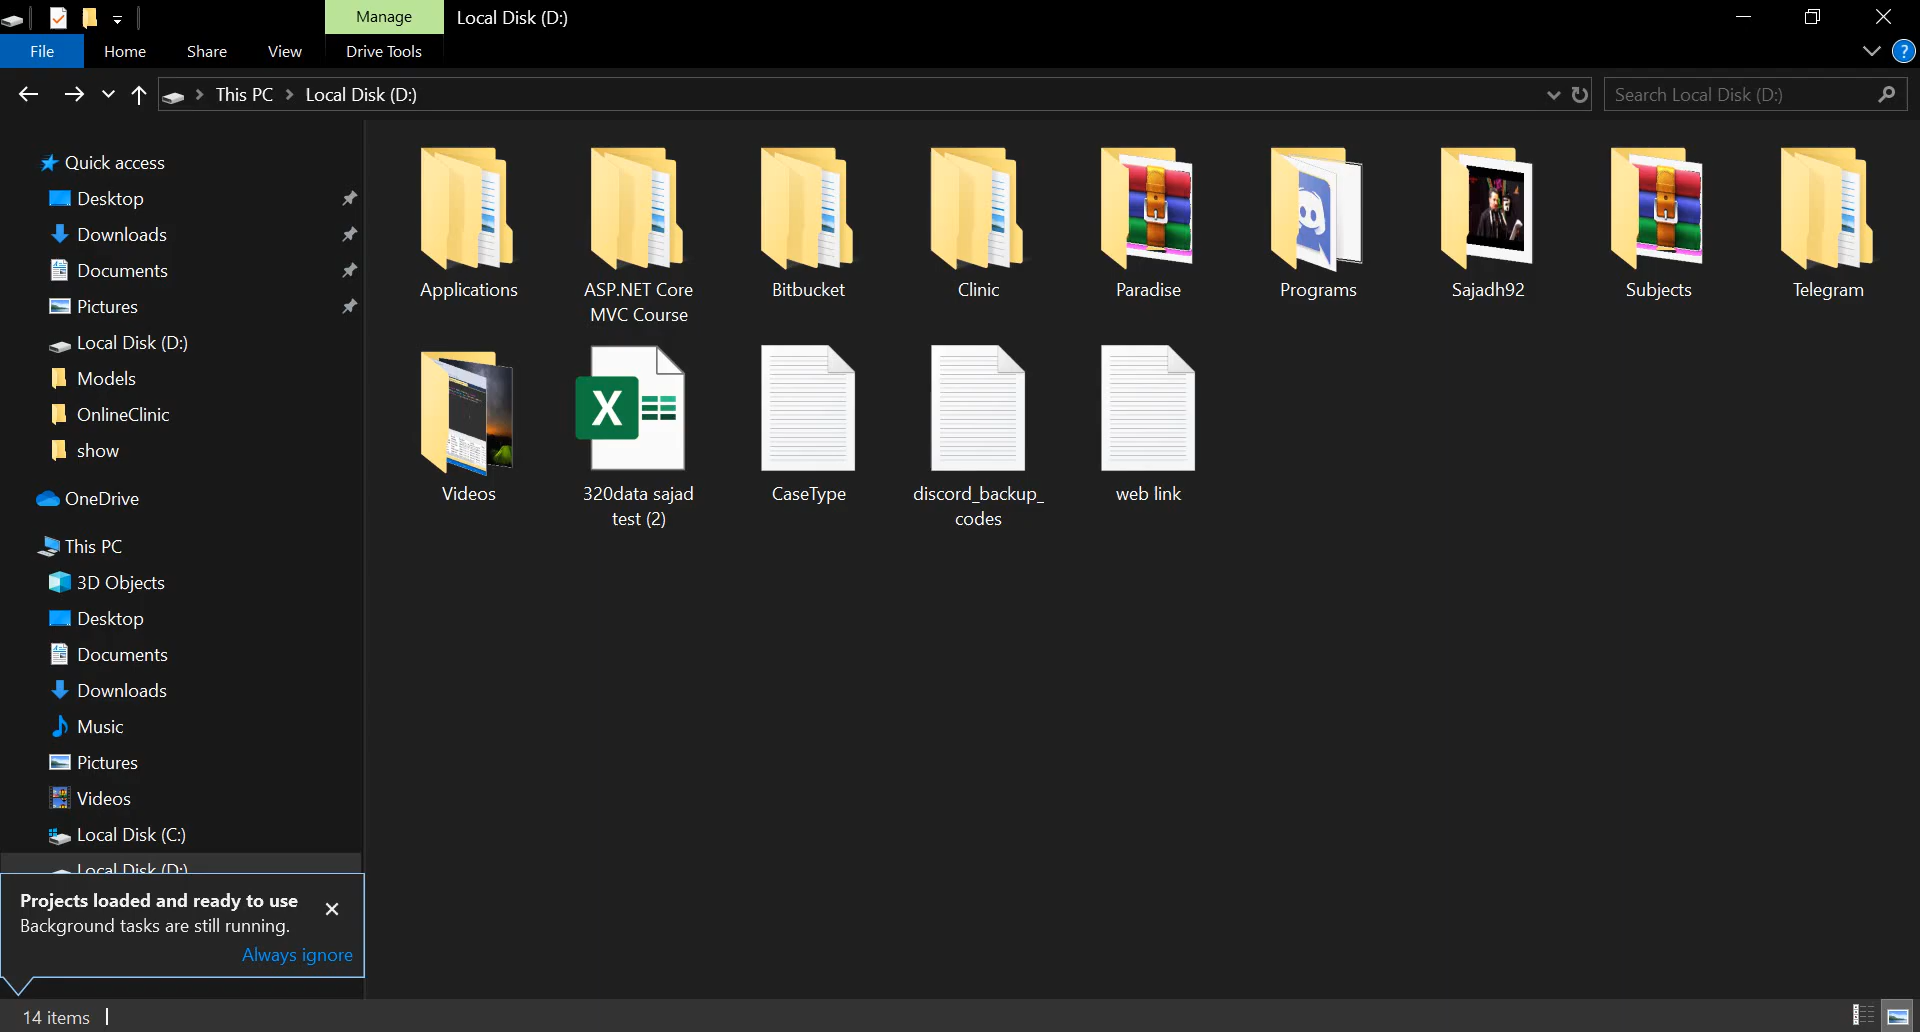 Manage
Local Disk (D:)
File
Home
Share
View
Drive Tools
?
This PC
Local Disk (D:)
Search Local Disk (D:)
Quick access
Desktop
Downloads
Documents
Pictures
Local Disk (D:)
Models
OnlineClinic
show
OneDrive
This PC
3D Objects
Desktop
Documents
Downloads
Music
Pictures
Videos
Local Disk (C:)
Local Disk (D:)
Applications
ASP.NET Core
MVC Course
Bitbucket
Clinic
Paradise
Programs
Sajadh92
Subjects
Telegram
Videos
X
320data sajad
test (2)
CaseType
discord_backup_
codes
web link
Projects loaded and ready to use
Background tasks are still running.
Always ignore
14 items